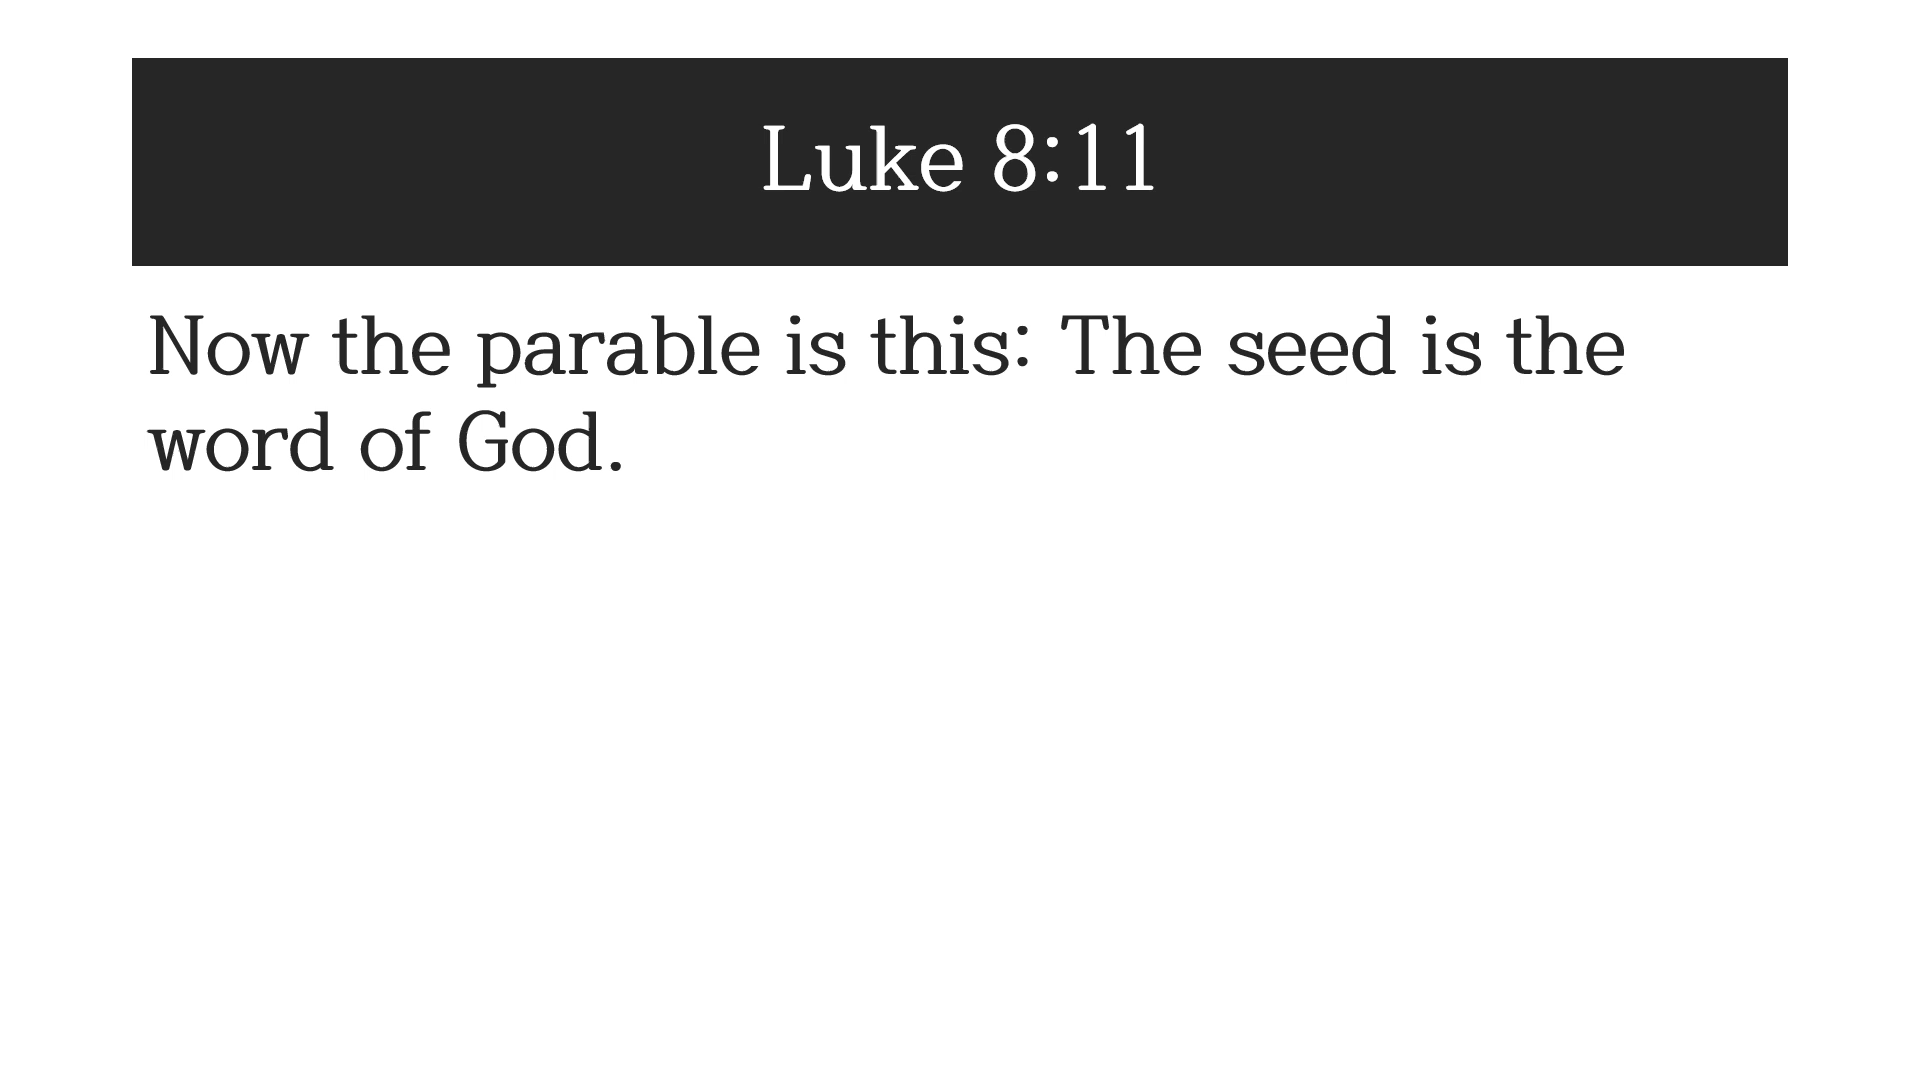 Luke 8:11
Now the parable is this: The seed is the
word of God.